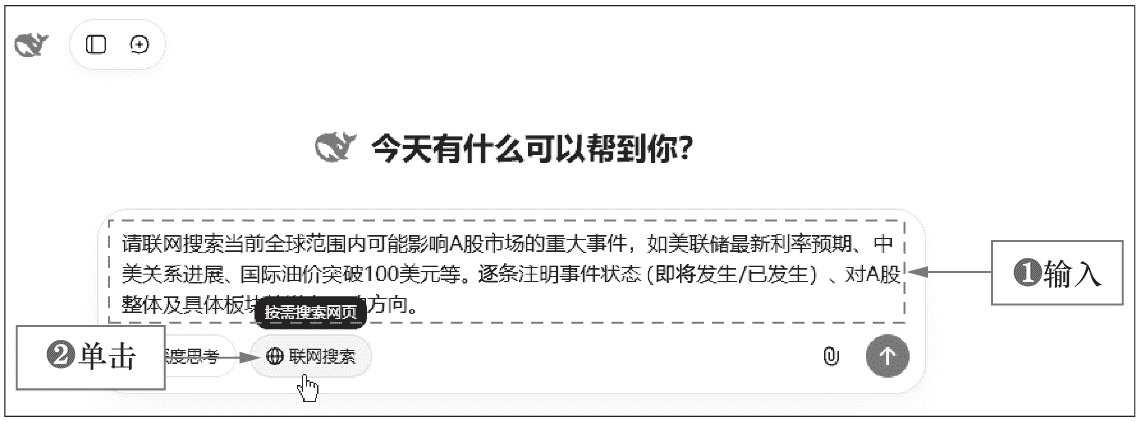 今天有什么可以帮到你?
请联网搜索当前全球范围内可能影响A股市场的重大事件，如美联储最新利率预期、中
美关系进展、国际油价突破100美元等。逐条注明事件状态（即将发生/已发生）、对A股
整体及具体板块
方向。
按需搜索网页
❶输入
❷单击
度思考
联网搜索